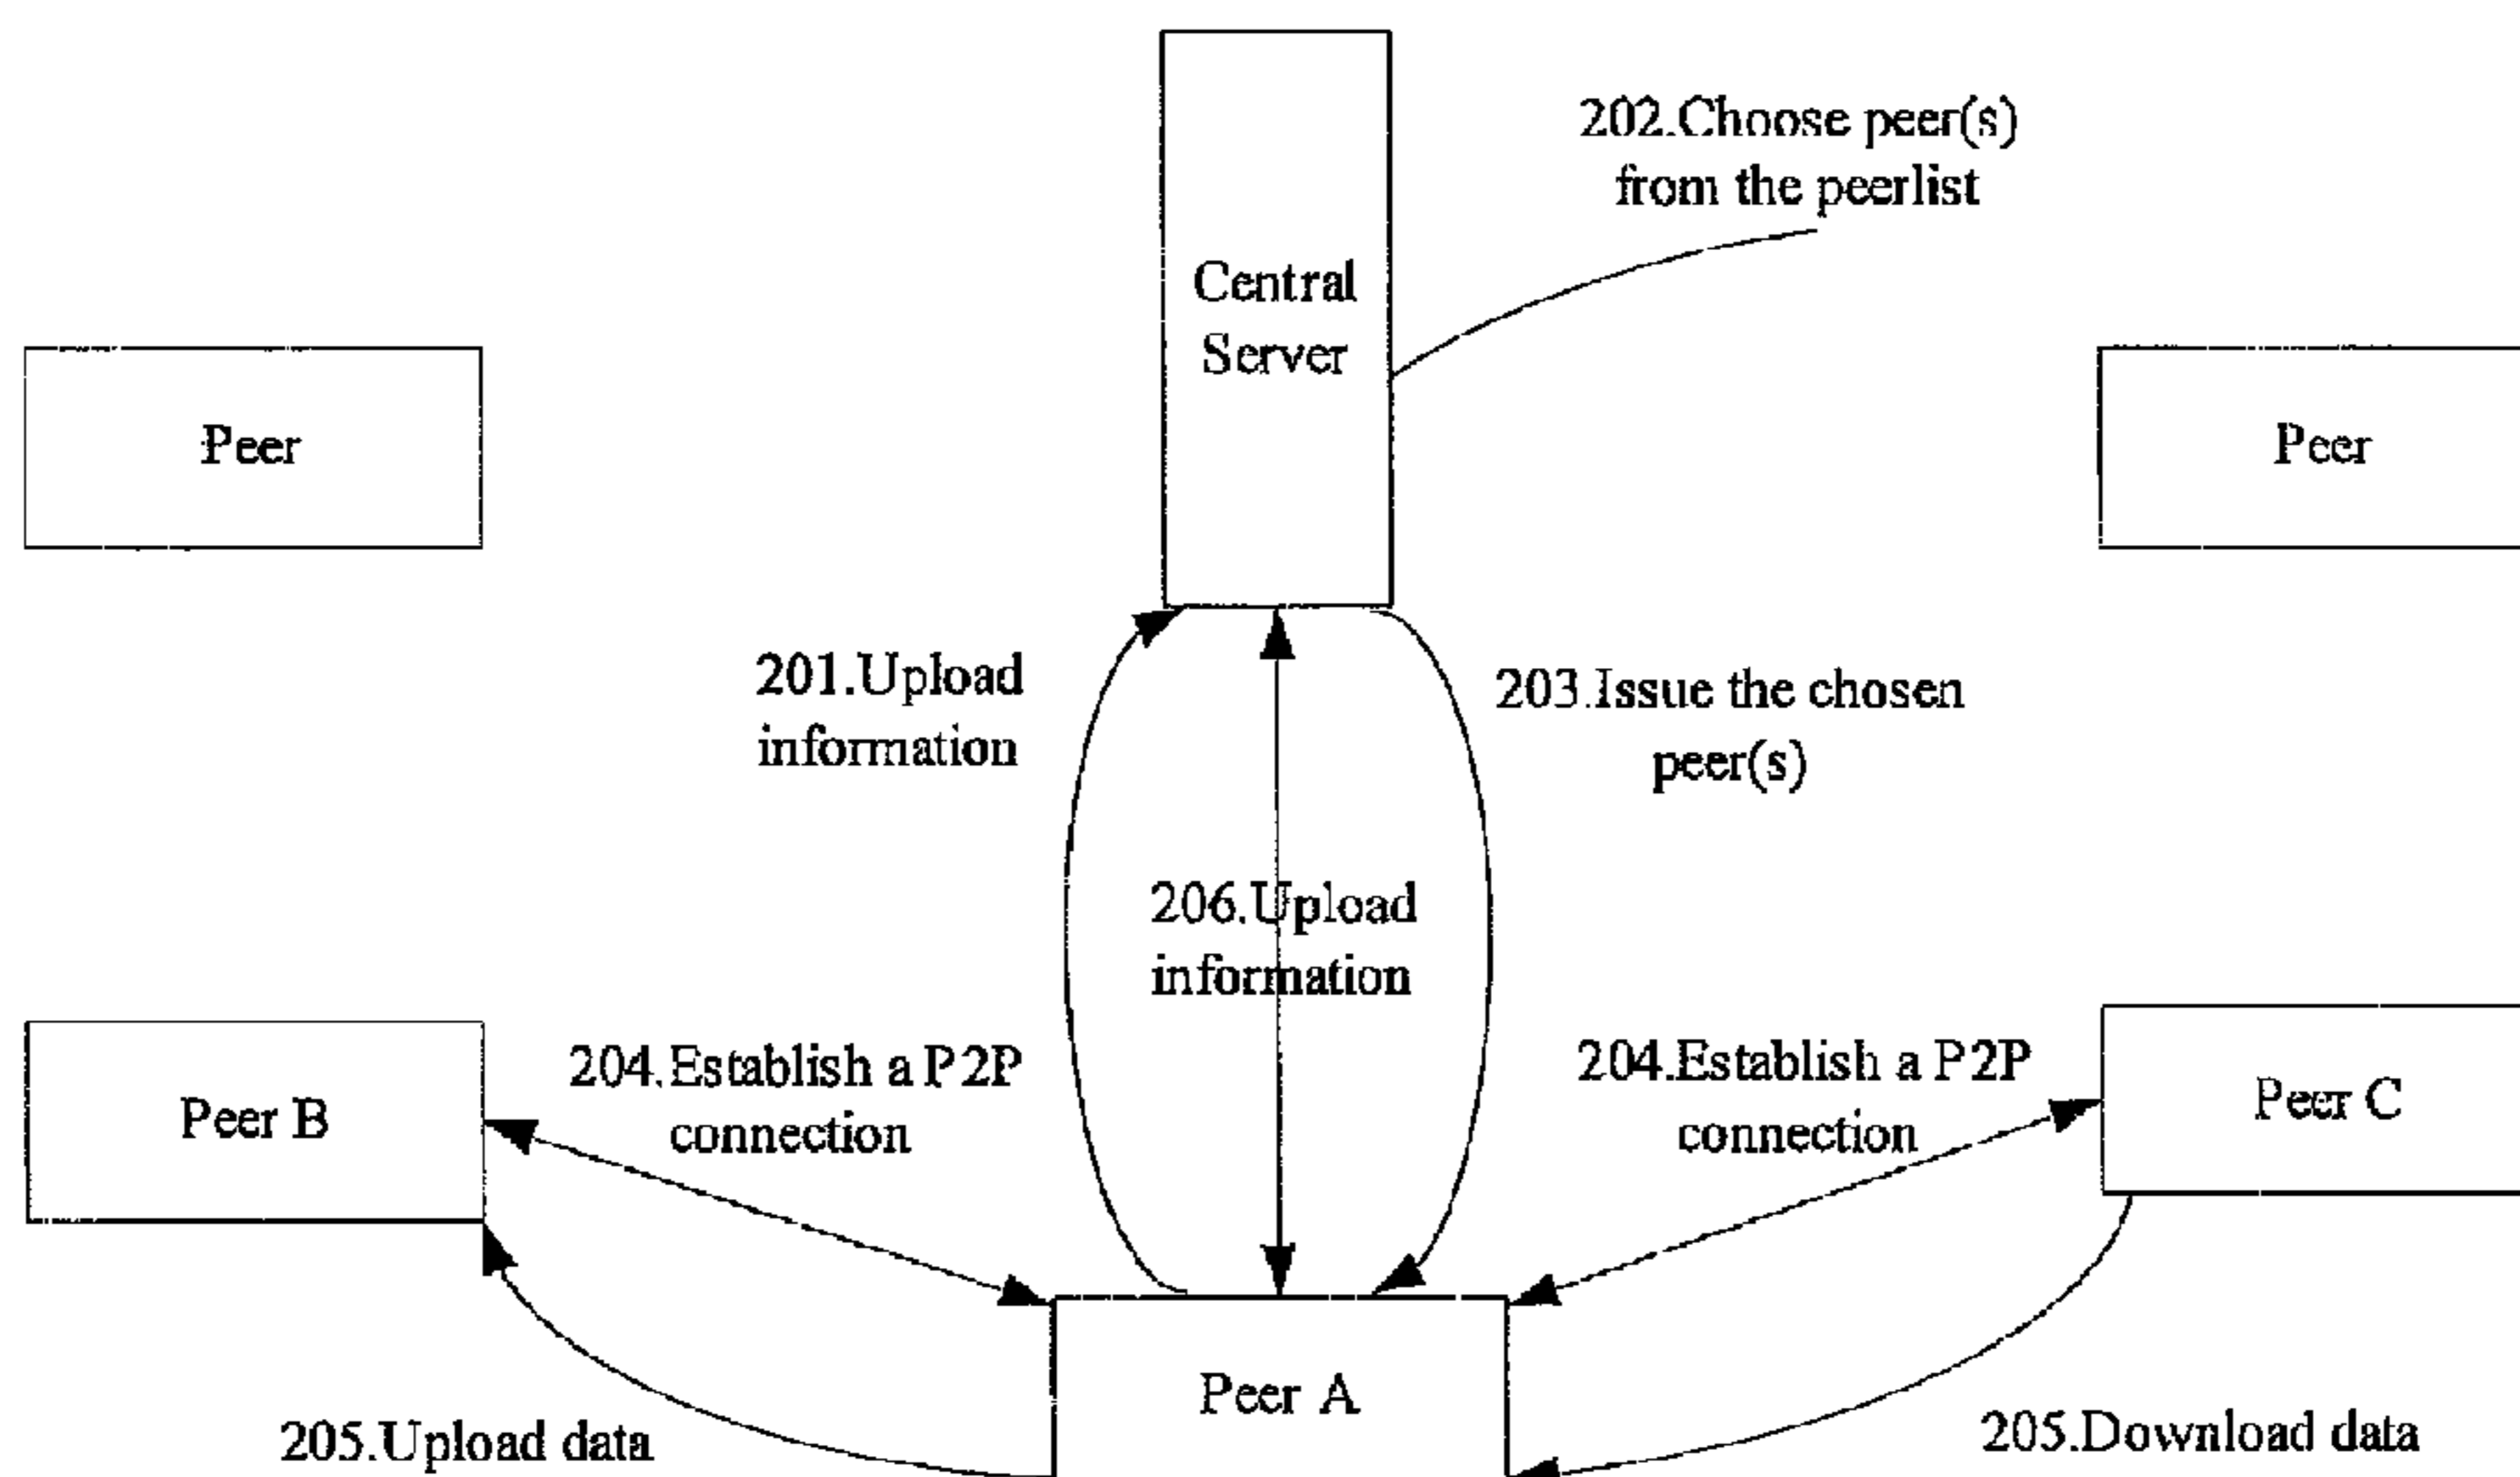 202.Choose peer(s)
from the peerlist
Central
Server
Peer
Peer
201.Upload
information
203.Issue the chosen
peer(s)
206.Upload
information
204.Establish a P2P
connection
204.Establish a P2P
connection
Peer B
Peer C
Peer A
205.Upload data
205.Download data